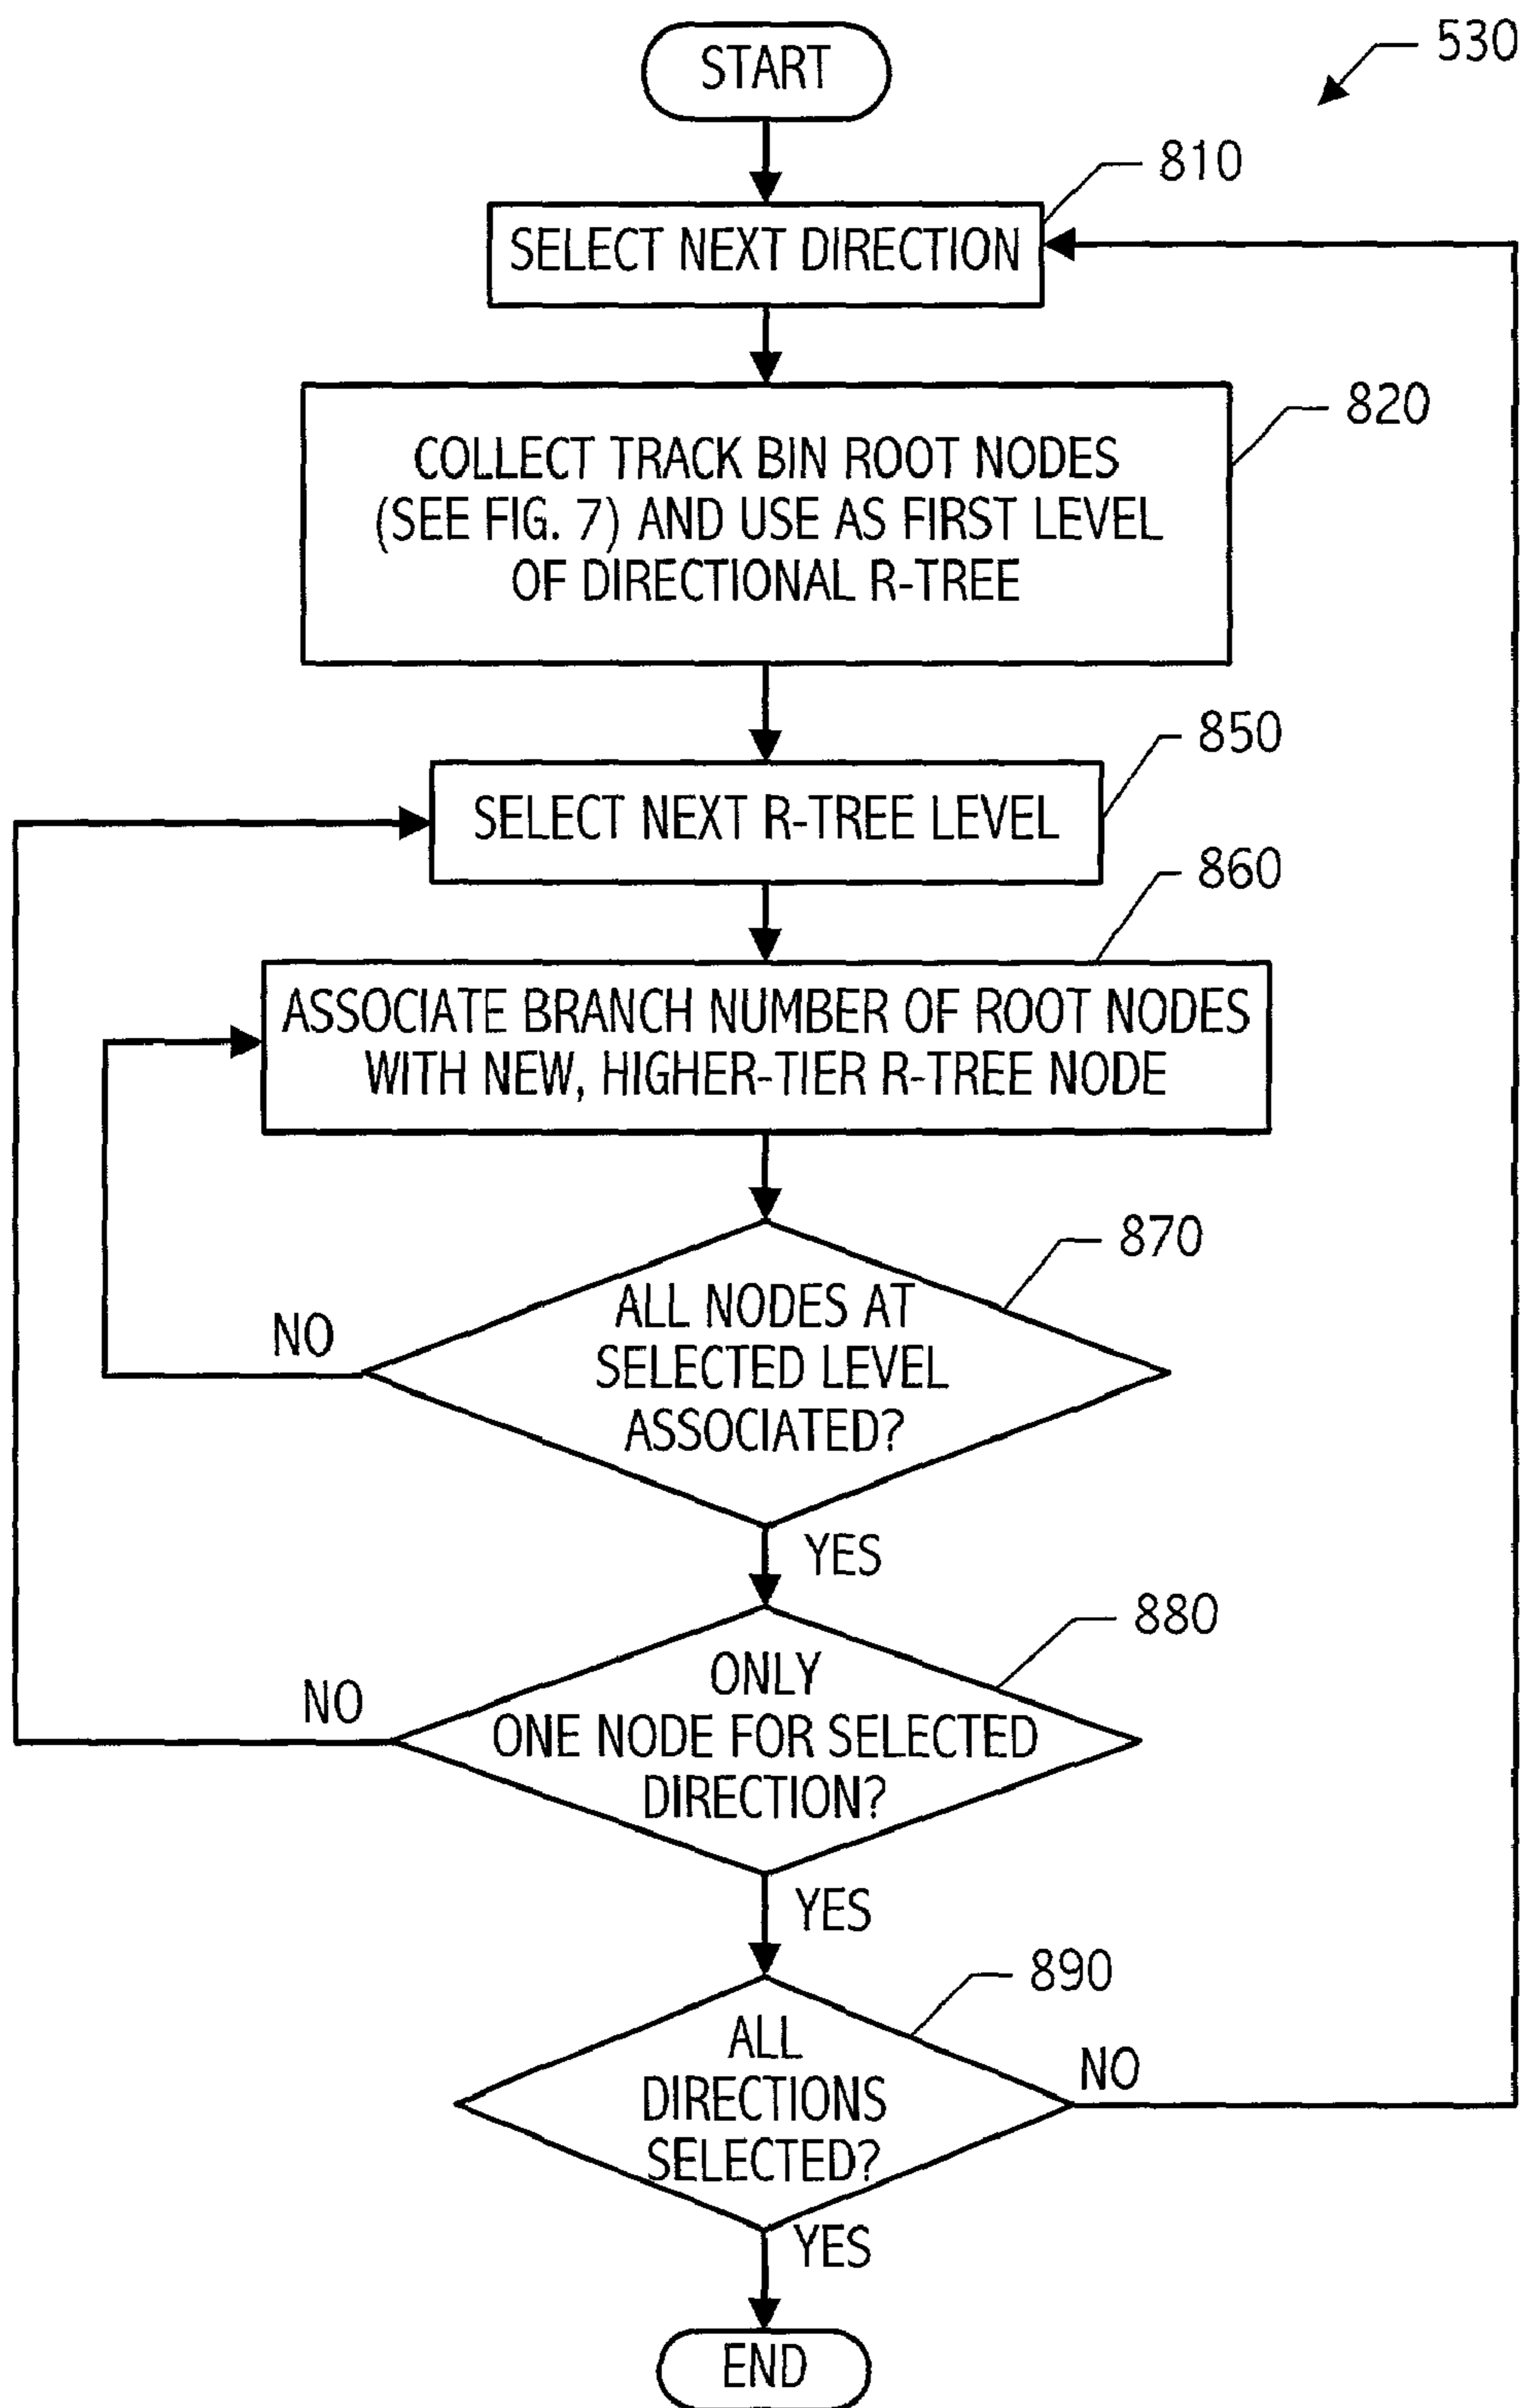 START
530
810
SELECT NEXT DIRECTION
820
COLLECT TRACK BIN ROOT NODES
(SEE FIG. 7) AND USE AS FIRST LEVEL
OF DIRECTIONAL R-TREE
850
SELECT NEXT R-TREE LEVEL
860
ASSOCIATE BRANCH NUMBER OF ROOT NODES
WITH NEW, HIGHER-TIER R-TREE NODE
870
ALL NODES AT
SELECTED LEVEL
ASSOCIATED?
NO
YES
880
ONLY
ONE NODE FOR SELECTED
DIRECTION?
NO
YES
890
ALL
DIRECTIONS
SELECTED?
NO
YES
END